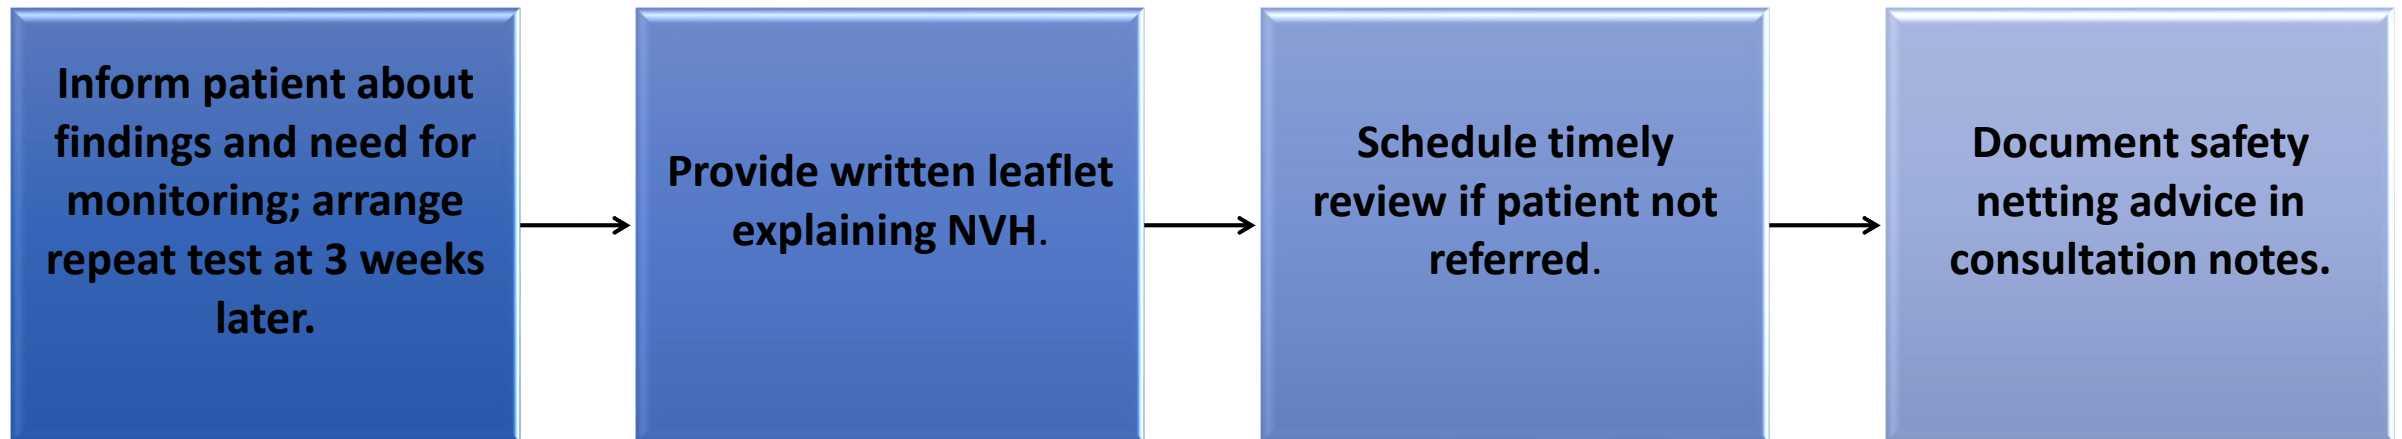 Inform patient about
findings and need for
monitoring; arrange
repeat test at 3 weeks
later.
Provide written leaflet
explaining NVH.
Schedule timely
review if patient not
referred.
Document safety
netting advice in
consultation notes.